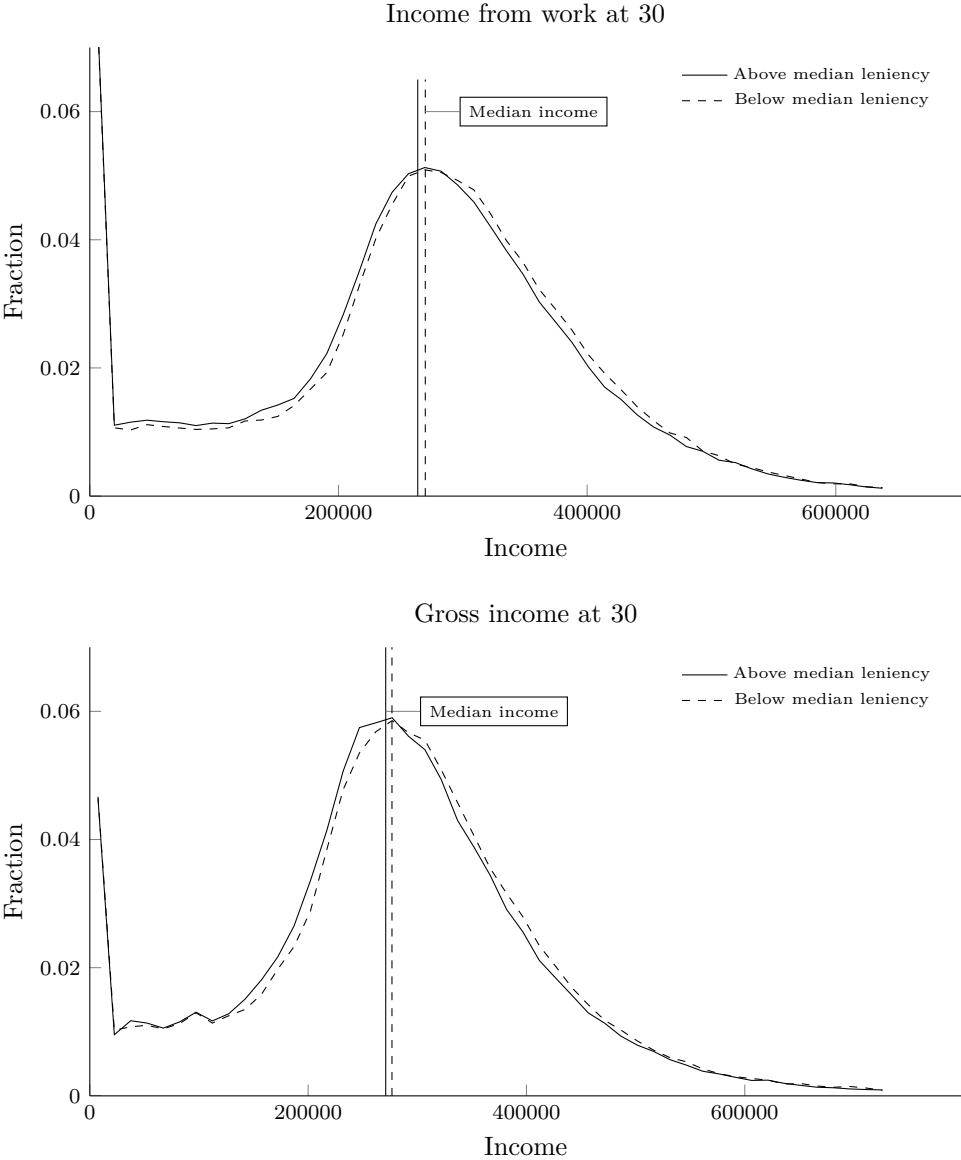 Income from work at 30
Above median leniency
Below median leniency
Median income
0.06
0.04
0.02
0
Fraction
0
200000
400000
600000
Income
Gross income at 30
Above median leniency
Below median leniency
Median income
0.06
0.04
0.02
0
Fraction
0
200000
400000
600000
Income